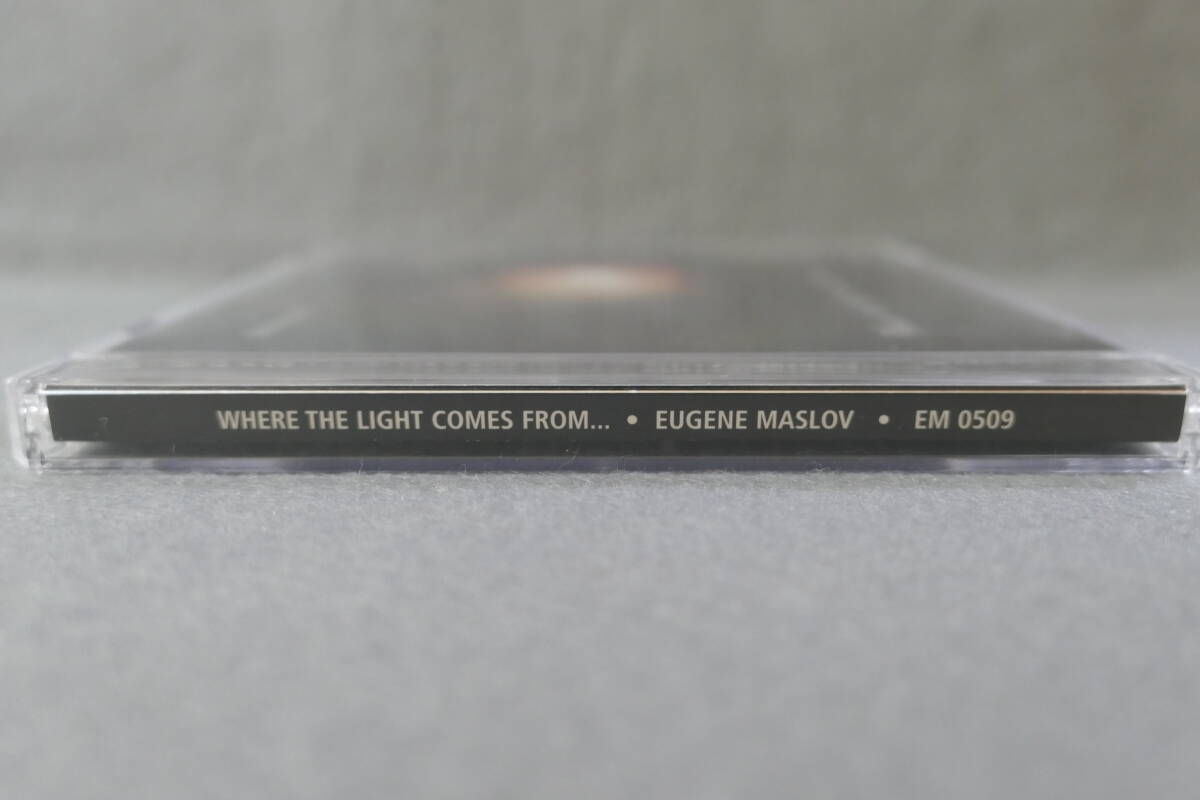 WHERE THE LIGHT COMES FROM... • EUGENE MASLOV • EM 0509